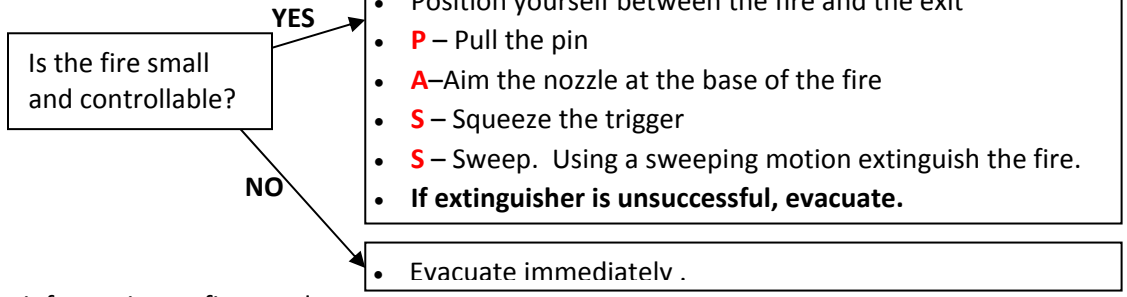 • Position yourself between the fire and the exit
YES
• P – Pull the pin
Is the fire small
and controllable?
• A–Aim the nozzle at the base of the fire
• S – Squeeze the trigger
• S – Sweep.  Using a sweeping motion extinguish the fire.
NO
• If extinguisher is unsuccessful, evacuate.
• Evacuate immediately .